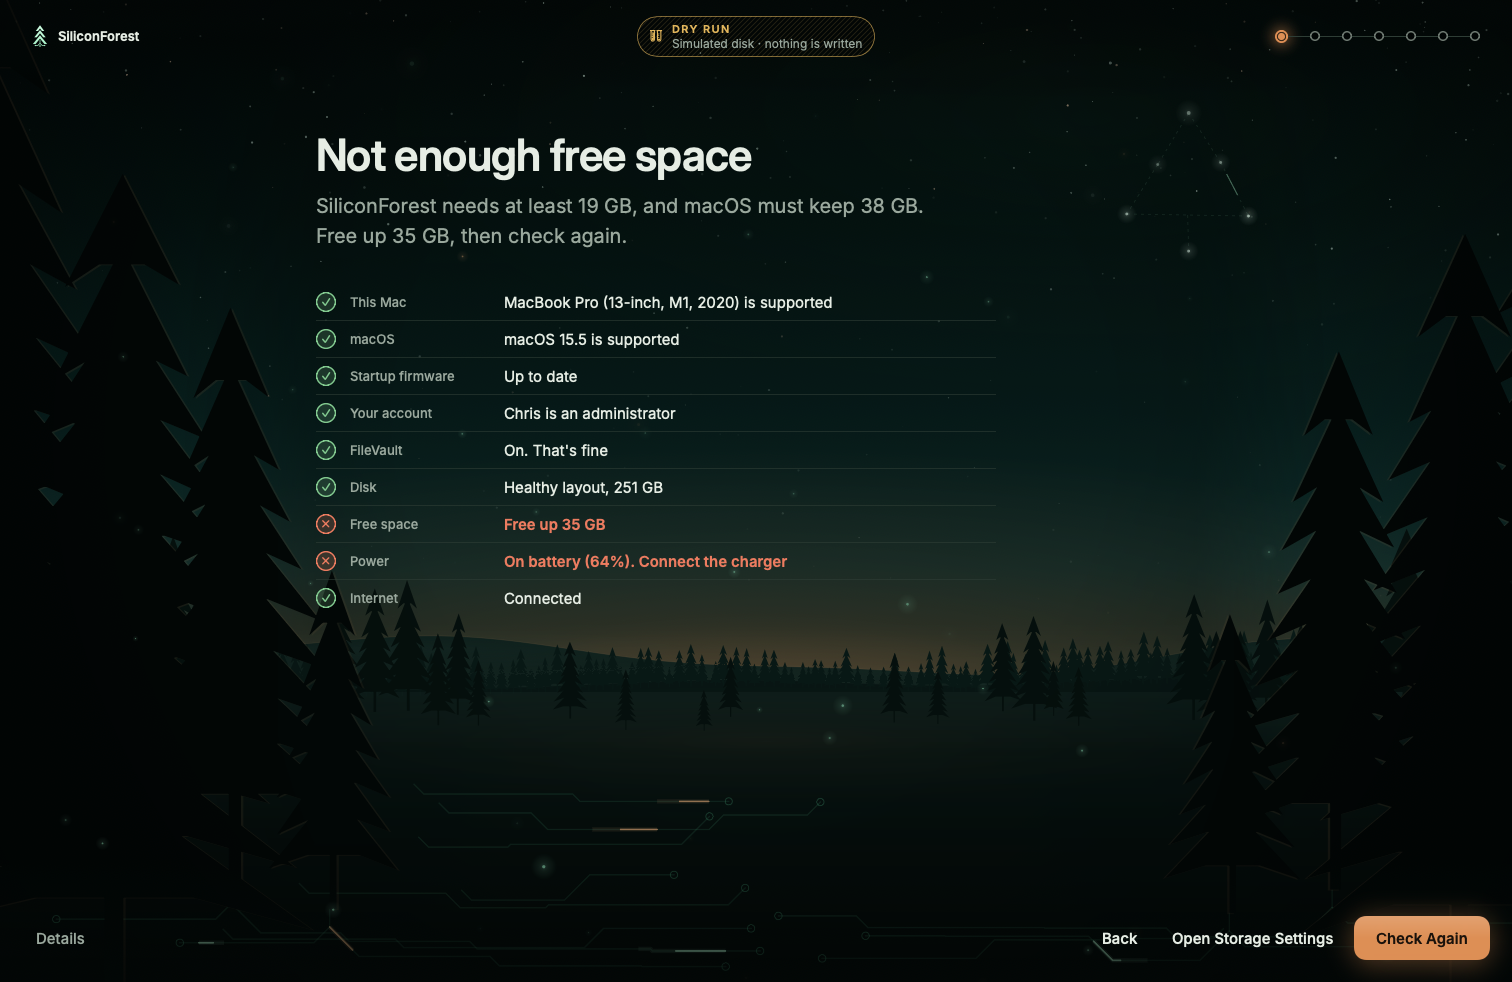 SiliconForest
DRY RUN
Simulated disk · nothing is written
Not enough free space
SiliconForest needs at least 19 GB, and macOS must keep 38 GB.
Free up 35 GB, then check again.
This Mac MacBook Pro (13-inch, M1, 2020) is supported
macOS macOS 15.5 is supported
Startup firmware Up to date
Your account Chris is an administrator
FileVault On. That's fine
Disk Healthy layout, 251 GB
Free space Free up 35 GB
Power On battery (64%). Connect the charger
Internet Connected
Details Back Open Storage Settings Check Again